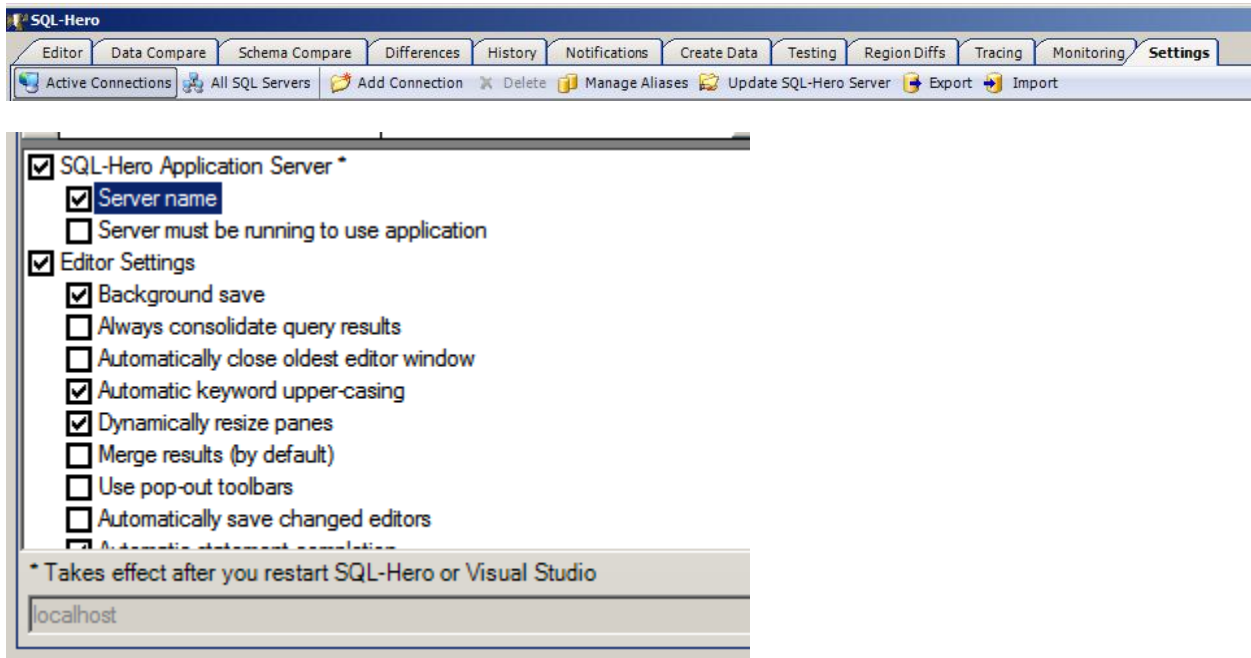 SQL-Hero
Editor Data Compare Schema Compare Differences History Notifications Create Data Testing Region Diffs Tracing Monitoring Settings
Active Connections All SQL Servers Add Connection Delete Manage Aliases Update SQL-Hero Server Export Import
SQL-Hero Application Server *
Server name
Server must be running to use application
Editor Settings
Background save
Always consolidate query results
Automatically close oldest editor window
Automatic keyword upper-casing
Dynamically resize panes
Merge results (by default)
Use pop-out toolbars
Automatically save changed editors
Automatic statement completion
* Takes effect after you restart SQL-Hero or Visual Studio
localhost